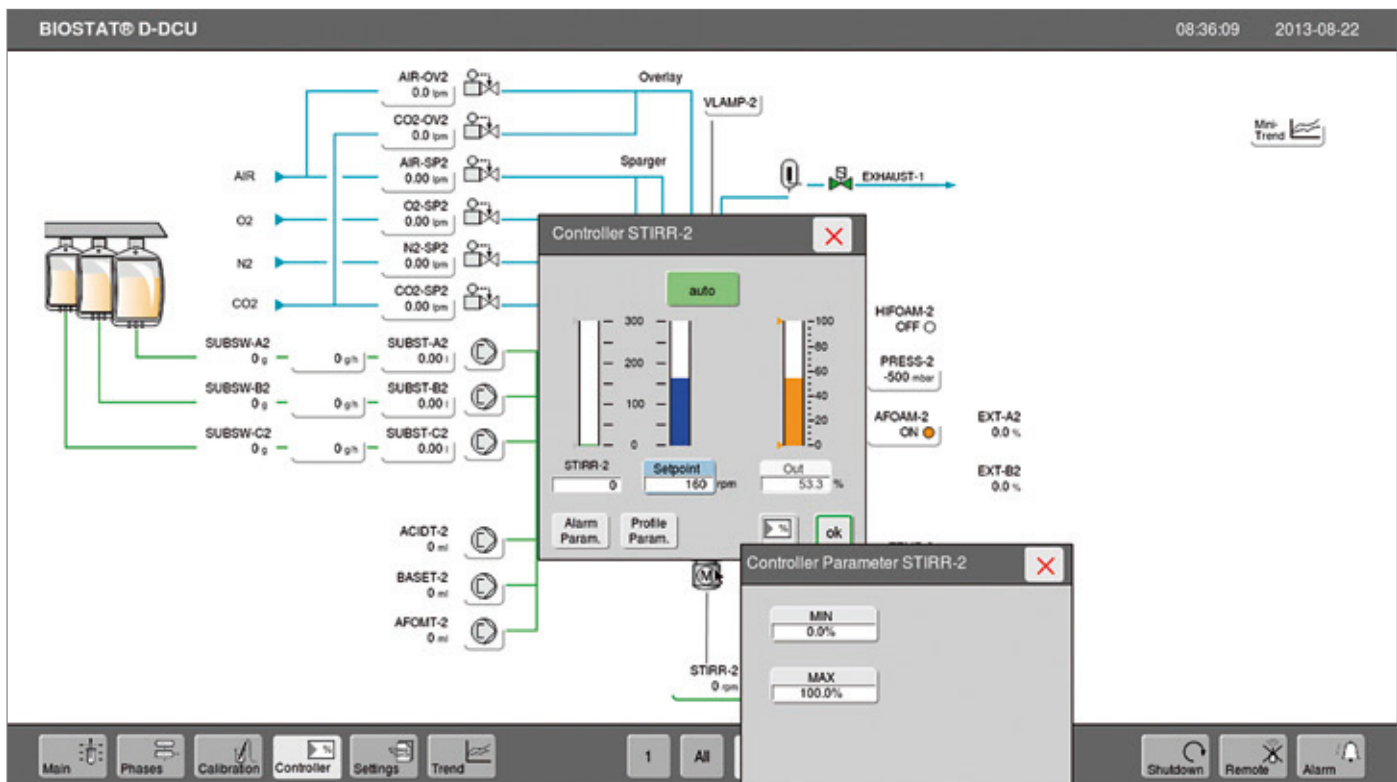 BIOSTAT® D-DCU
08:36:09 2013-08-22
AIR-OV2
0.0 lpm
Overlay
VLAMP-2
CO2-OV2
0.0 lpm
Mini-
Trend
AIR
AIR-SP2
0.00 lpm
Sparger
EXHAUST-1
O2
O2-SP2
0.00 lpm
N2
N2-SP2
0.00 lpm
CO2
CO2-SP2
0.00 lpm
SUBSW-A2
0 g
0 g/h
SUBST-A2
0.00 l
SUBSW-B2
0 g
0 g/h
SUBST-B2
0.00 l
SUBSW-C2
0 g
0 g/h
SUBST-C2
0.00 l
ACIDT-2
0 ml
BASET-2
0 ml
AFOMT-2
0 ml
Controller STIRR-2
auto
300
200
100
0
100
80
60
40
20
0
STIRR-2
0
Setpoint
160 rpm
Out
53.3 %
Alarm
Param.
Profile
Param.
%
ok
HIFOAM-2
OFF
PRESS-2
-500 mbar
AFOAM-2
ON
EXT-A2
0.0 %
EXT-B2
0.0 %
M
STIRR-2
0 rpm
Controller Parameter STIRR-2
MIN
0.0%
MAX
100.0%
Main
Phases
Calibration
%
Controller
Settings
Trend
1
All
Shutdown
Remote
Alarm